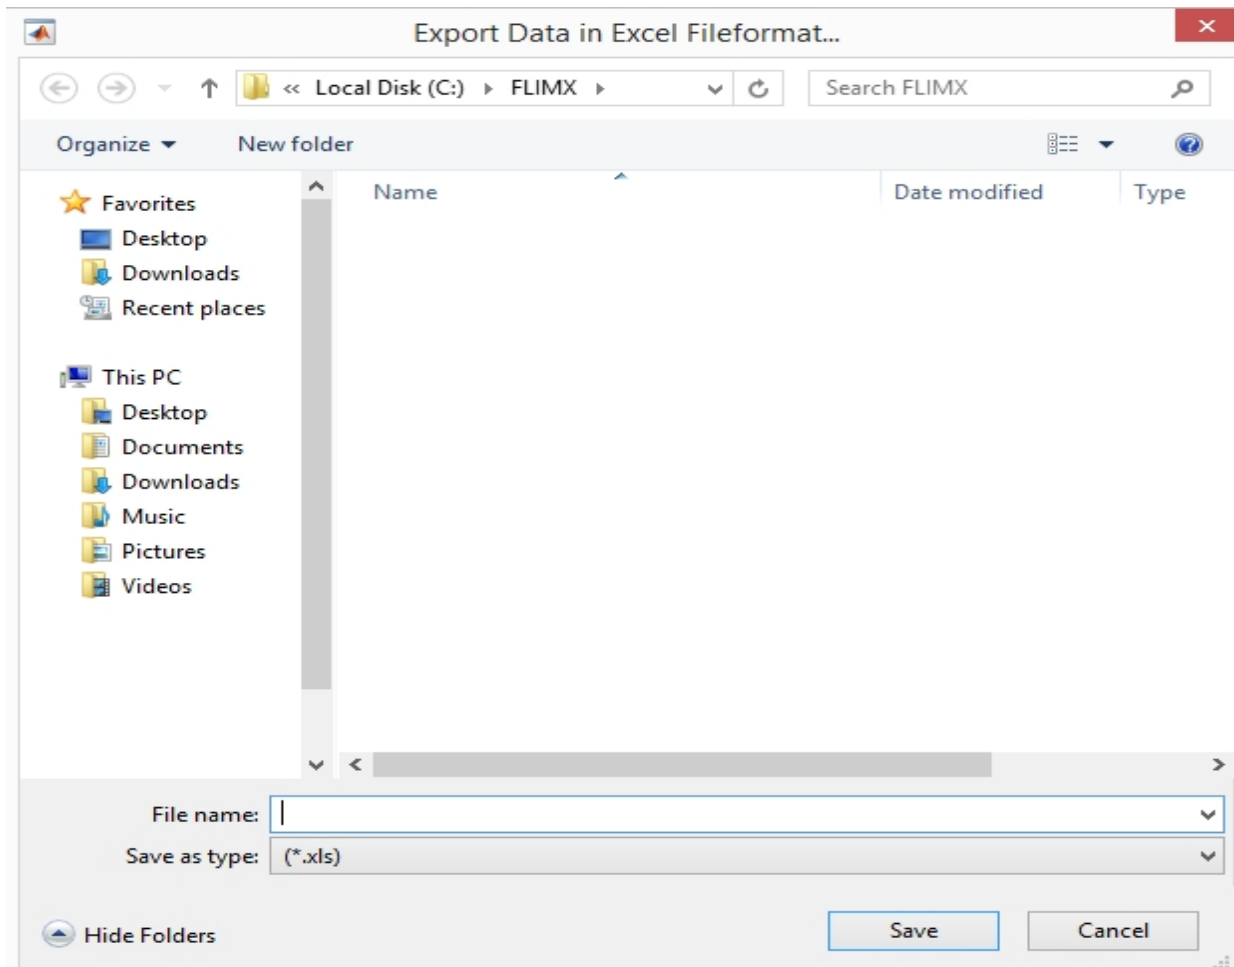 Export Data in Excel Fileformat...
« Local Disk (C:) FLIMX
Search FLIMX
Organize
New folder
Name
Date modified
Type
Favorites
Desktop
Downloads
Recent places
This PC
Desktop
Documents
Downloads
Music
Pictures
Videos
File name:
Save as type: (*.xls)
Hide Folders
Save
Cancel